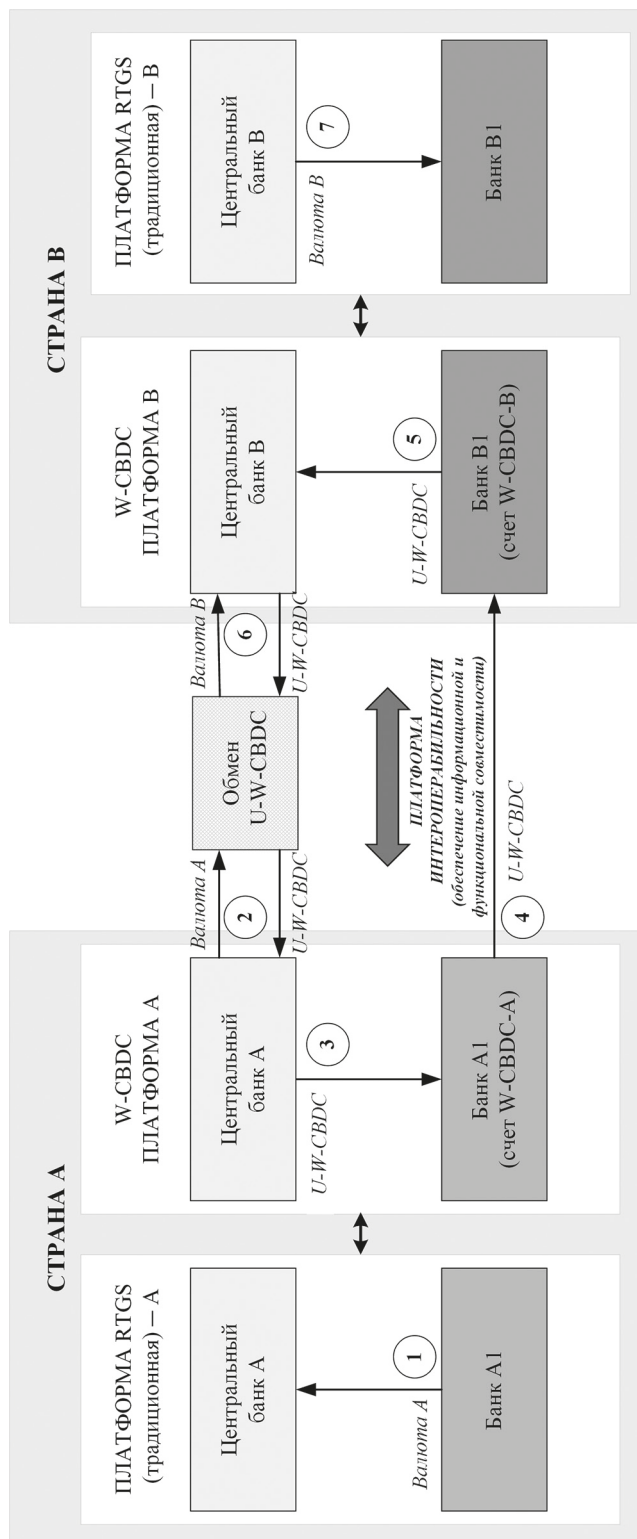 СТРАНА А
ПЛАТФОРМА RTGS
(традиционная) — А
Центральный
банк А
Валюта А
1
Банк А1
W-CBDC
ПЛАТФОРМА А
Центральный
банк А
U-W-CBDC
3
Банк А1
(счет W-CBDC-А)
Валюта А
2
U-W-CBDC
Обмен
U-W-CBDC
Валюта В
6
U-W-CBDC
ПЛАТФОРМА
ИНТЕРОПЕРАБИЛЬНОСТИ
(обеспечение информационной и
функциональной совместимости)
4
U-W-CBDC
СТРАНА В
W-CBDC
ПЛАТФОРМА В
Центральный
банк В
U-W-CBDC
5
Банк В1
(счет W-CBDC-В)
ПЛАТФОРМА RTGS
(традиционная) — В
Центральный
банк В
Валюта В
7
Банк В1